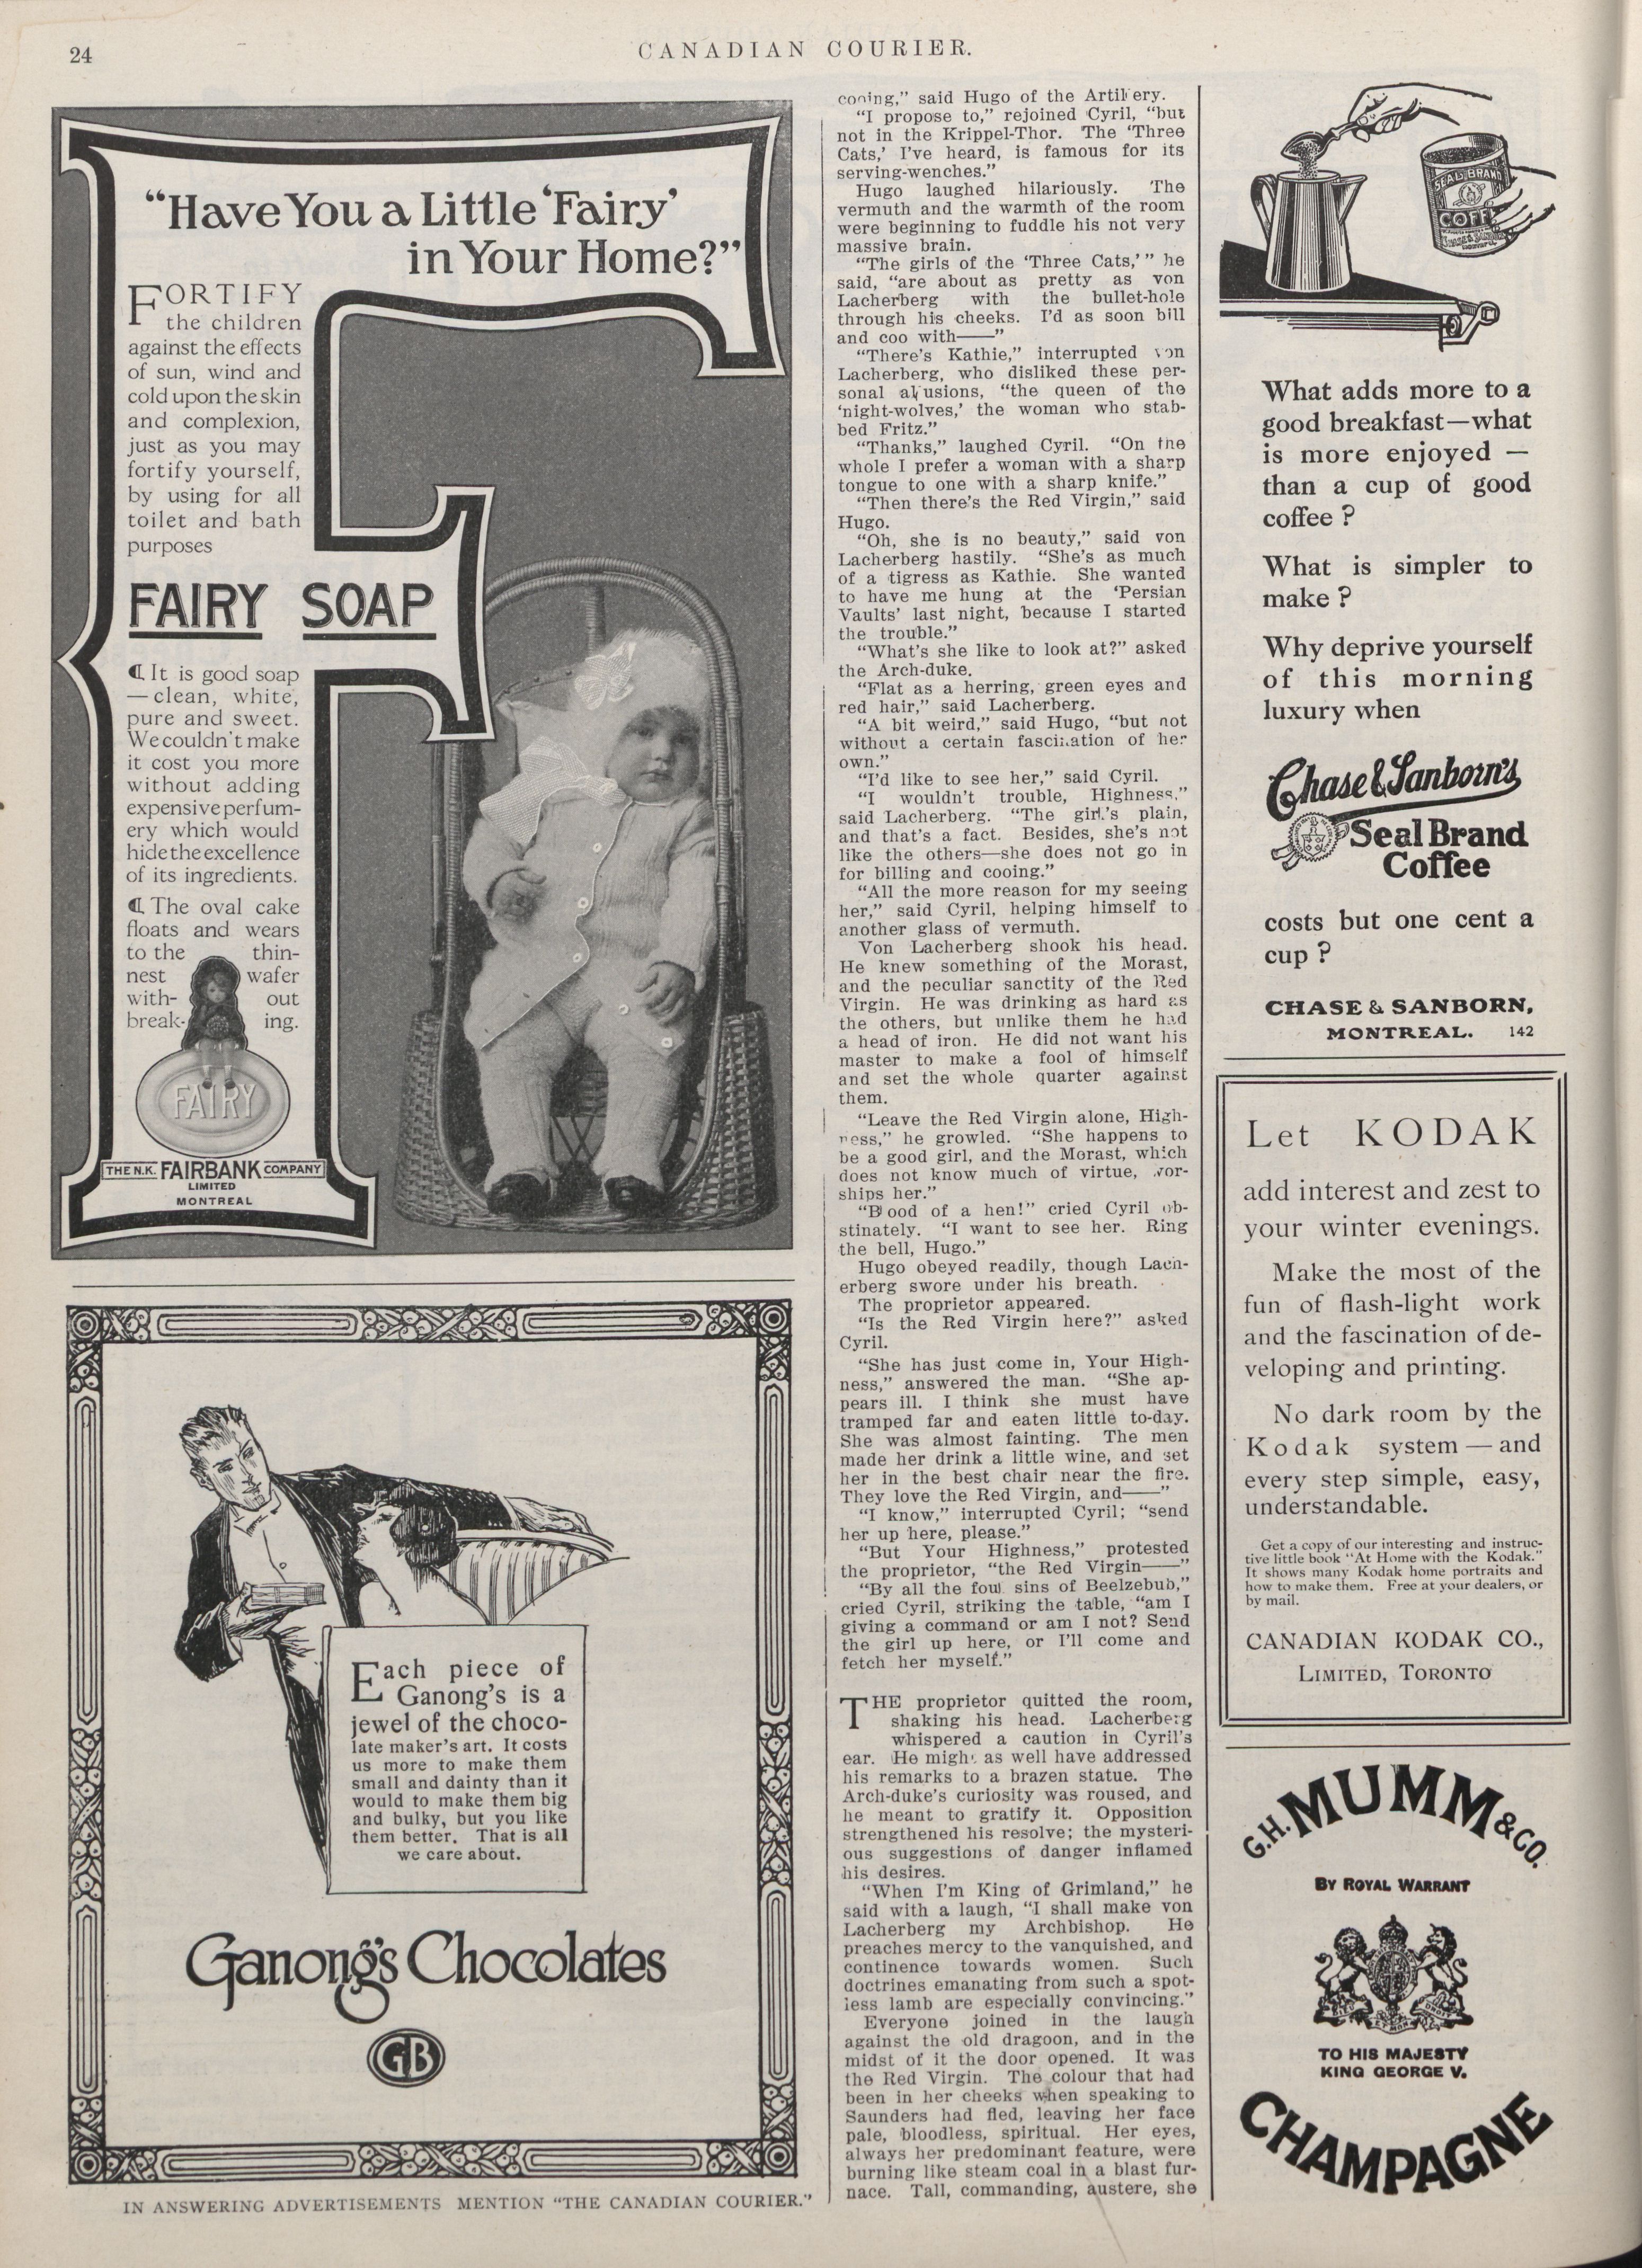 24
CANADIAN COURIER.
“Have You a Little ‘Fairy’
in Your Home?”
FORTIFY
the children
against the effects
of sun, wind and
cold upon the skin
and complexion,
just as you may
fortify yourself,
by using for all
toilet and bath
purposes
FAIRY SOAP
¶ It is good soap
—clean, white,
pure and sweet.
We couldn't make
it cost you more
without adding
expensive perfum-
ery which would
hide the excellence
of its ingredients.
¶ The oval cake
floats and wears
to the thin-
nest wafer
with- out
break- ing.
FAIRY
THE N.K. FAIRBANK COMPANY
LIMITED
MONTREAL
Each piece of
Ganong's is a
jewel of the choco-
late maker's art. It costs
us more to make them
small and dainty than it
would to make them big
and bulky, but you like
them better. That is all
we care about.
Ganong's Chocolates
GB
IN ANSWERING ADVERTISEMENTS MENTION “THE CANADIAN COURIER.”
cooing,” said Hugo of the Artillery.
“I propose to,” rejoined Cyril, “but
not in the Krippel-Thor. The ‘Three
Cats,’ I've heard, is famous for its
serving-wenches.”
Hugo laughed hilariously. The
vermuth and the warmth of the room
were beginning to fuddle his not very
massive brain.
“The girls of the ‘Three Cats,’ ” he
said, “are about as pretty as von
Lacherberg with the bullet-hole
through his cheeks. I'd as soon bill
and coo with——”
“There's Kathie,” interrupted von
Lacherberg, who disliked these per-
sonal allusions, “the queen of the
‘night-wolves,’ the woman who stab-
bed Fritz.”
“Thanks,” laughed Cyril. “On the
whole I prefer a woman with a sharp
tongue to one with a sharp knife.”
“Then there's the Red Virgin,” said
Hugo.
“Oh, she is no beauty,” said von
Lacherberg hastily. “She's as much
of a tigress as Kathie. She wanted
to have me hung at the ‘Persian
Vaults’ last night, because I started
the trouble.”
“What's she like to look at?” asked
the Arch-duke.
“Flat as a herring, green eyes and
red hair,” said Lacherberg.
“A bit weird,” said Hugo, “but not
without a certain fascination of her
own.”
“I'd like to see her,” said Cyril.
“I wouldn't trouble, Highness,”
said Lacherberg. “The girl's plain,
and that's a fact. Besides, she's not
like the others—she does not go in
for billing and cooing.”
“All the more reason for my seeing
her,” said Cyril, helping himself to
another glass of vermuth.
Von Lacherberg shook his head.
He knew something of the Morast,
and the peculiar sanctity of the Red
Virgin. He was drinking as hard as
the others, but unlike them he had
a head of iron. He did not want his
master to make a fool of himself
and set the whole quarter against
them.
“Leave the Red Virgin alone, High-
ness,” he growled. “She happens to
be a good girl, and the Morast, which
does not know much of virtue, wor-
ships her.”
“Blood of a hen!” cried Cyril ob-
stinately. “I want to see her. Ring
the bell, Hugo.”
Hugo obeyed readily, though Lach-
erberg swore under his breath.
The proprietor appeared.
“Is the Red Virgin here?” asked
Cyril.
“She has just come in, Your High-
ness,” answered the man. “She ap-
pears ill. I think she must have
tramped far and eaten little to-day.
She was almost fainting. The men
made her drink a little wine, and set
her in the best chair near the fire.
They love the Red Virgin, and——”
“I know,” interrupted Cyril; “send
her up here, please.”
“But Your Highness,” protested
the proprietor, “the Red Virgin——”
“By all the foul sins of Beelzebub,”
cried Cyril, striking the table, “am I
giving a command or am I not? Send
the girl up here, or I'll come and
fetch her myself.”
THE proprietor quitted the room,
shaking his head. Lacherberg
whispered a caution in Cyril's
ear. He might as well have addressed
his remarks to a brazen statue. The
Arch-duke's curiosity was roused, and
he meant to gratify it. Opposition
strengthened his resolve; the mysteri-
ous suggestions of danger inflamed
his desires.
“When I'm King of Grimland,” he
said with a laugh, “I shall make von
Lacherberg my Archbishop. He
preaches mercy to the vanquished, and
continence towards women. Such
doctrines emanating from such a spot-
less lamb are especially convincing.”
Everyone joined in the laugh
against the old dragoon, and in the
midst of it the door opened. It was
the Red Virgin. The colour that had
been in her cheeks when speaking to
Saunders had fled, leaving her face
pale, bloodless, spiritual. Her eyes,
always her predominant feature, were
burning like steam coal in a blast fur-
nace. Tall, commanding, austere, she
SEAL BRAND
COFFEE
What adds more to a
good breakfast—what
is more enjoyed —
than a cup of good
coffee ?
What is simpler to
make ?
Why deprive yourself
of this morning
luxury when
Chase & Sanborn's
Seal Brand
Coffee
costs but one cent a
cup ?
CHASE & SANBORN,
MONTREAL. 142
Let KODAK
add interest and zest to
your winter evenings.
Make the most of the
fun of flash-light work
and the fascination of de-
veloping and printing.
No dark room by the
Kodak system — and
every step simple, easy,
understandable.
Get a copy of our interesting and instruc-
tive little book “At Home with the Kodak.”
It shows many Kodak home portraits and
how to make them. Free at your dealers, or
by mail.
CANADIAN KODAK CO.,
LIMITED, TORONTO
G.H. MUMM & CO.
BY ROYAL WARRANT
TO HIS MAJESTY
KING GEORGE V.
CHAMPAGNE